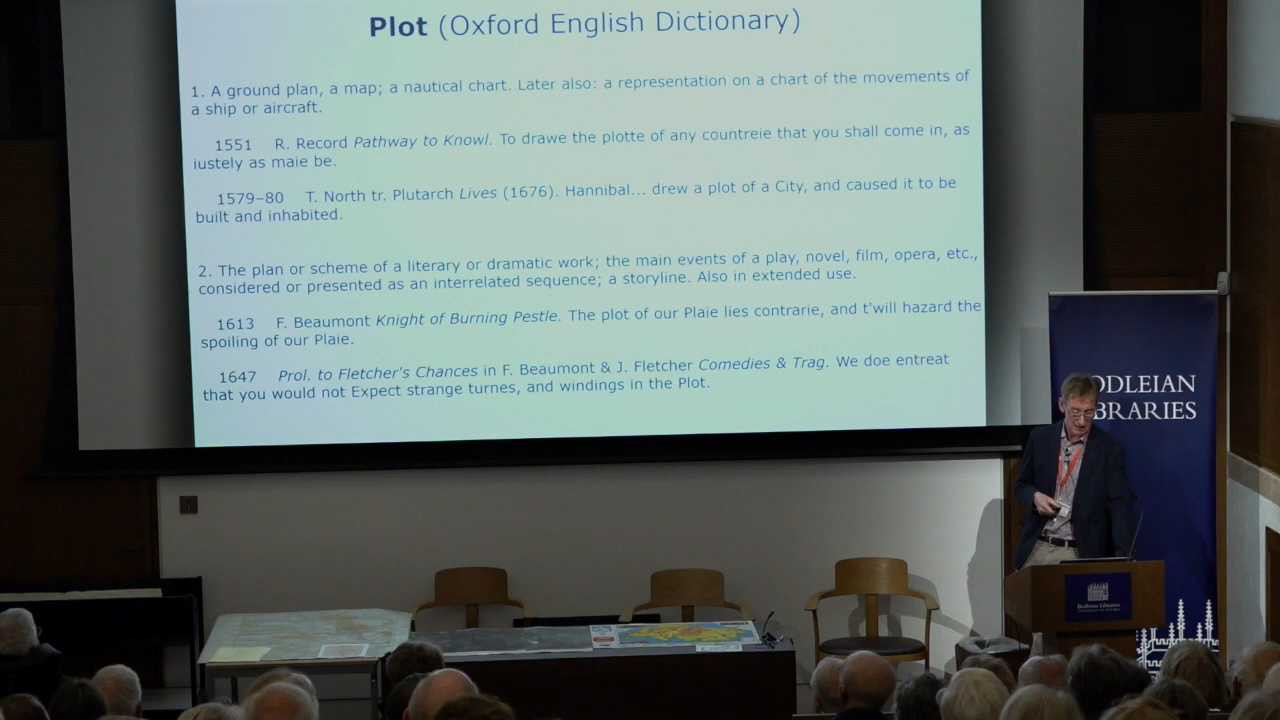 Plot (Oxford English Dictionary)
1. A ground plan, a map; a nautical chart. Later also: a representation on a chart of the movements of
a ship or aircraft.
1551 R. Record Pathway to Knowl. To drawe the plotte of any countreie that you shall come in, as
iustely as maie be.
1579–80 T. North tr. Plutarch Lives (1676). Hannibal... drew a plot of a City, and caused it to be
built and inhabited.
2. The plan or scheme of a literary or dramatic work; the main events of a play, novel, film, opera, etc.,
considered or presented as an interrelated sequence; a storyline. Also in extended use.
1613 F. Beaumont Knight of Burning Pestle. The plot of our Plaie lies contrarie, and t'will hazard the
spoiling of our Plaie.
1647 Prol. to Fletcher's Chances in F. Beaumont & J. Fletcher Comedies & Trag. We doe entreat
that you would not Expect strange turnes, and windings in the Plot.
ODLEIAN
BRARIES
Bodleian Libraries